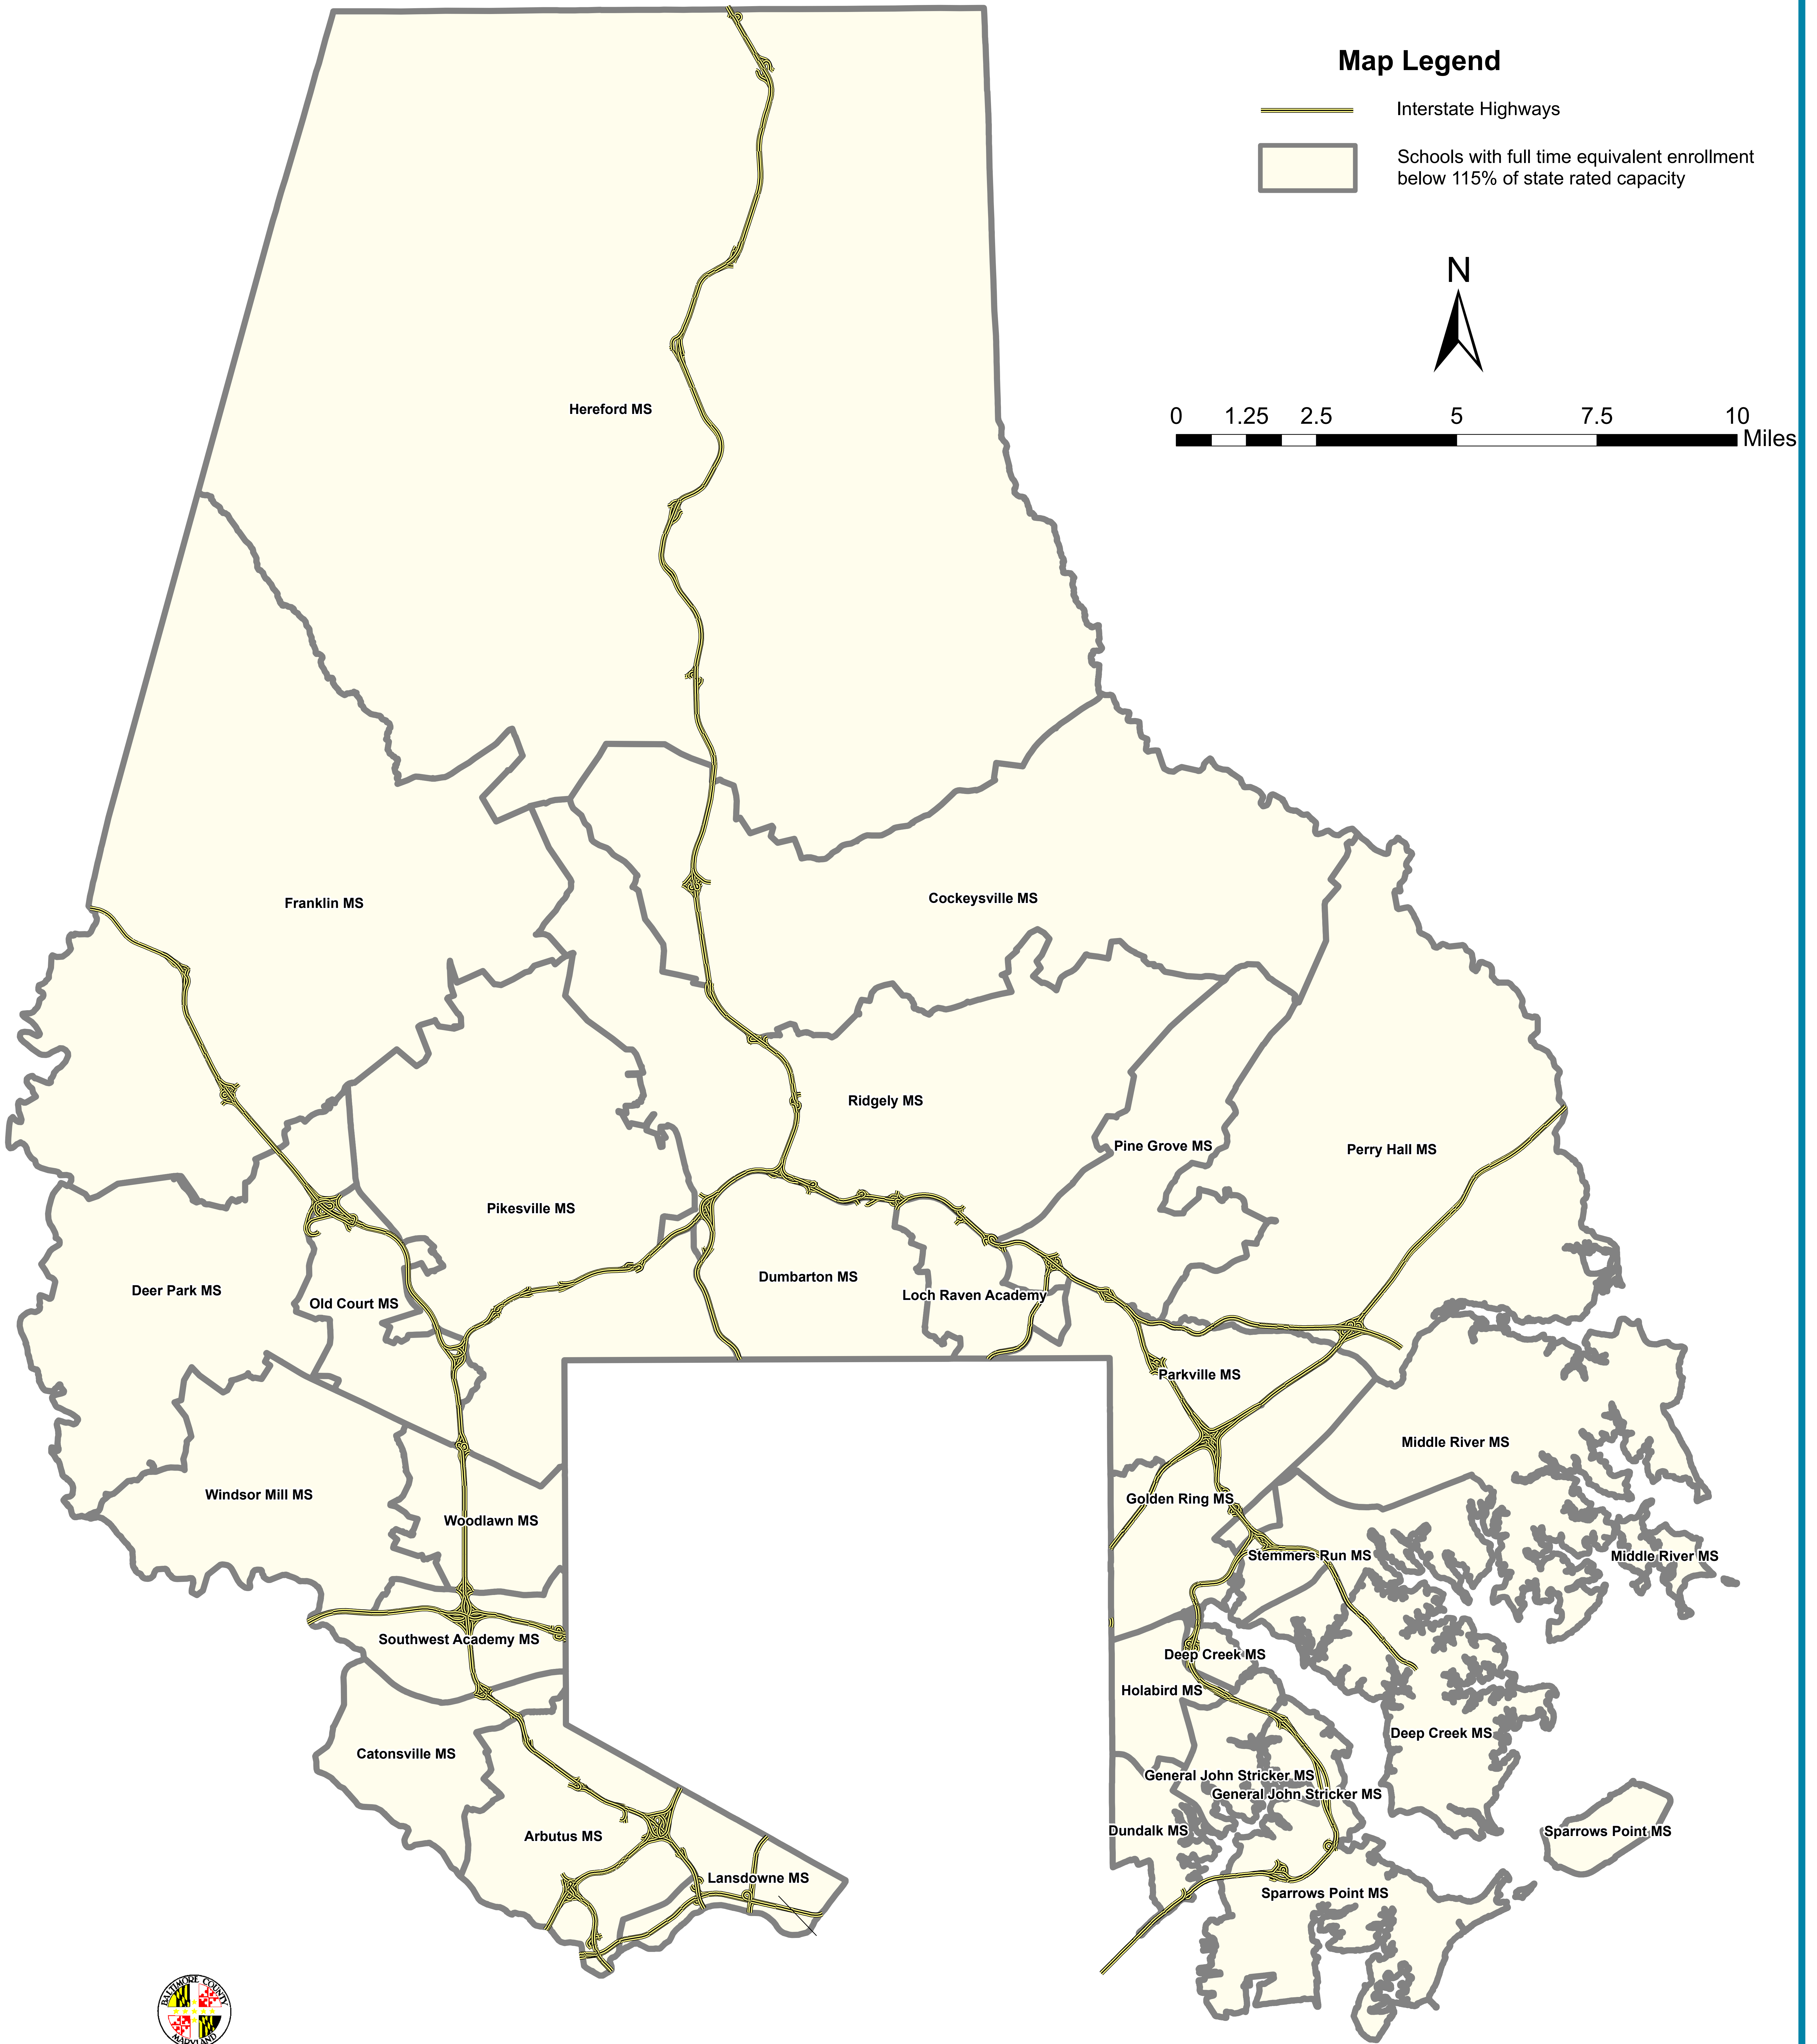 Map Legend
Interstate Highways
Schools with full time equivalent enrollment
below 115% of state rated capacity
N
0 1.25 2.5 5 7.5 10
Miles
Hereford MS
Franklin MS
Cockeysville MS
Ridgely MS
Pine Grove MS
Perry Hall MS
Pikesville MS
Dumbarton MS
Deer Park MS
Old Court MS
Loch Raven Academy
Parkville MS
Middle River MS
Windsor Mill MS
Golden Ring MS
Woodlawn MS
Stemmers Run MS
Middle River MS
Southwest Academy MS
Deep Creek MS
Holabird MS
Deep Creek MS
Catonsville MS
General John Stricker MS
General John Stricker MS
Arbutus MS
Dundalk MS
Sparrows Point MS
Lansdowne MS
Sparrows Point MS
BALTIMORE COUNTY
MARYLAND